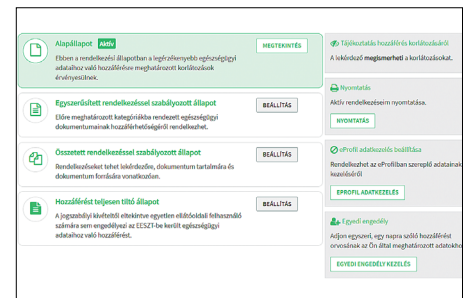 Alapállapot Aktív
MEGTEKINTÉS
Ebben a rendelkezési állapotban a legérzékenyebb egészségügyi
adataihoz való hozzáférésre meghatározott korlátozások
érvényesülnek.
Egyszerűsített rendelkezéssel szabályozott állapot
BEÁLLÍTÁS
Előre meghatározott kategóriákba rendezett egészségügyi
dokumentumainak hozzáférhetőségéről rendelkezhet.
Összetett rendelkezéssel szabályozott állapot
BEÁLLÍTÁS
Rendelkezéseket tehet lekérdezőre, dokumentum tartalmára és
dokumentum forrására vonatkozóan.
Hozzáférést teljesen tiltó állapot
BEÁLLÍTÁS
A jogszabályi kivételtől eltekintve egyetlen ellátóoldali felhasználó
számára sem engedélyezi az EESZT-be került egészségügyi
adataihoz való hozzáférést.
Tájékoztatás hozzáférés korlátozásáról
A lekérdező megismerheti a korlátozásokat.
Nyomtatás
Aktív rendelkezéseim nyomtatása.
NYOMTATÁS
eProfil adatkezelés beállítása
Rendelkezhet az eProfilban szereplő adatainak
kezeléséről
EPROFIL ADATKEZELÉS
Egyedi engedély
Adjon egyszeri, egy napra szóló hozzáférést
orvosának az Ön által meghatározott adatokho
EGYEDI ENGEDÉLY KEZELÉS